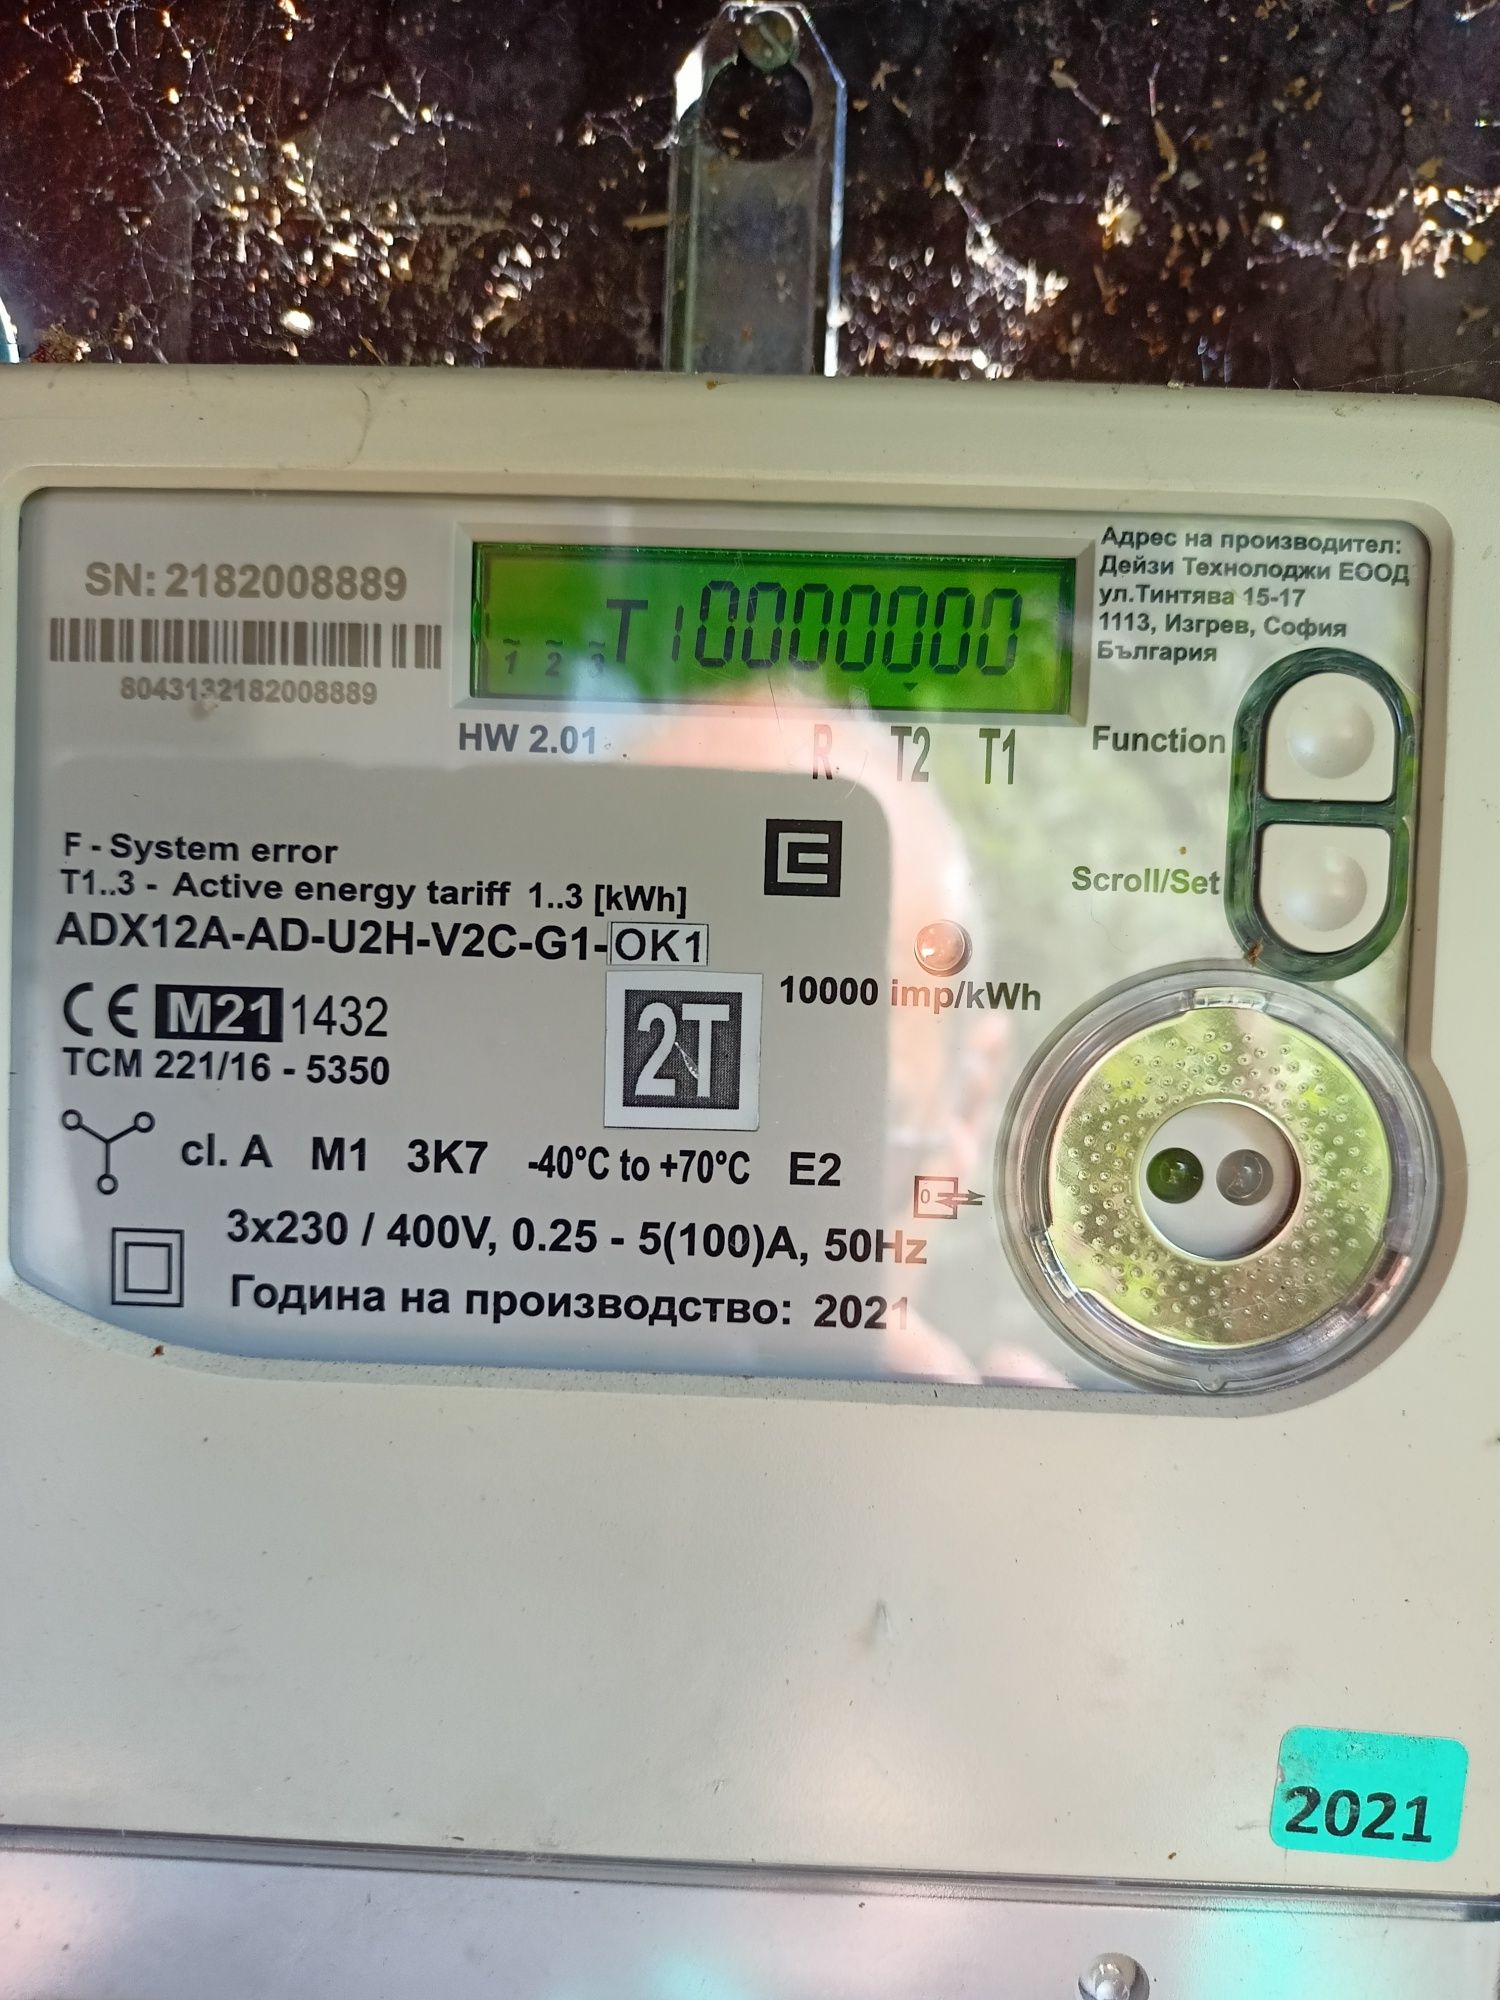 SN: 2182008889
8043132182008889
1 2 3 T1 0000000
Адрес на производител:
Дейзи Технолоджи ЕООД
ул.Тинтява 15-17
1113, Изгрев, София
България
HW 2.01
R T2 T1
Function
Scroll/Set
F - System error
T1..3 - Active energy tariff 1..3 [kWh]
ADX12A-AD-U2H-V2C-G1-OK1
10000 imp/kWh
CE M21 1432
2T
TCM 221/16 - 5350
cl. A M1 3K7 -40°C to +70°C E2
3x230 / 400V, 0.25 - 5(100)A, 50Hz
Година на производство: 2021
2021